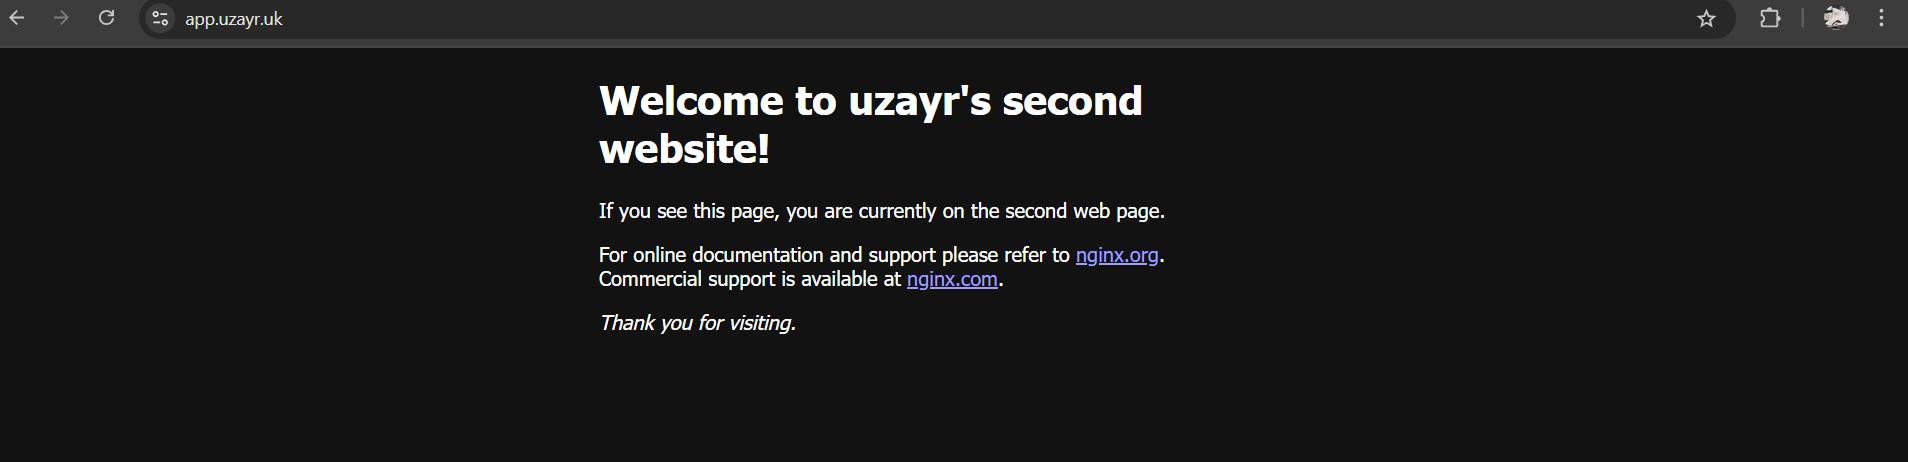 app.uzayr.uk
Welcome to uzayr's second
website!
If you see this page, you are currently on the second web page.
For online documentation and support please refer to nginx.org.
Commercial support is available at nginx.com.
Thank you for visiting.